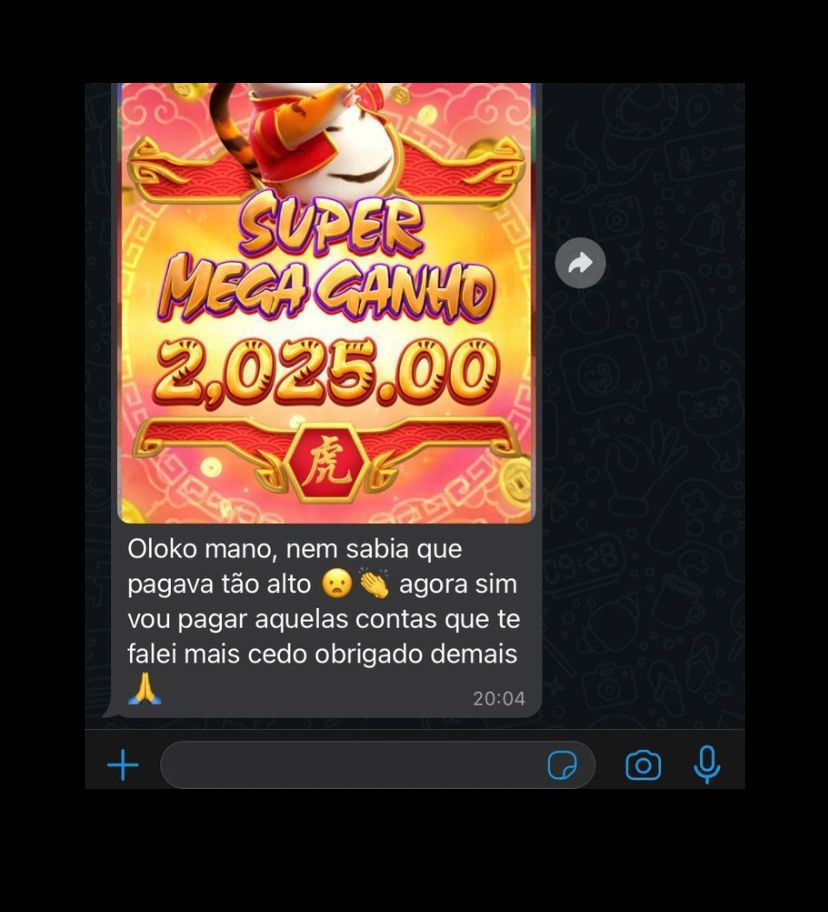 SUPER
MEGA GANHO
2,025.00
虎
Oloko mano, nem sabia que
pagava tão alto 😦👏 agora sim
vou pagar aquelas contas que te
falei mais cedo obrigado demais
🙏
20:04